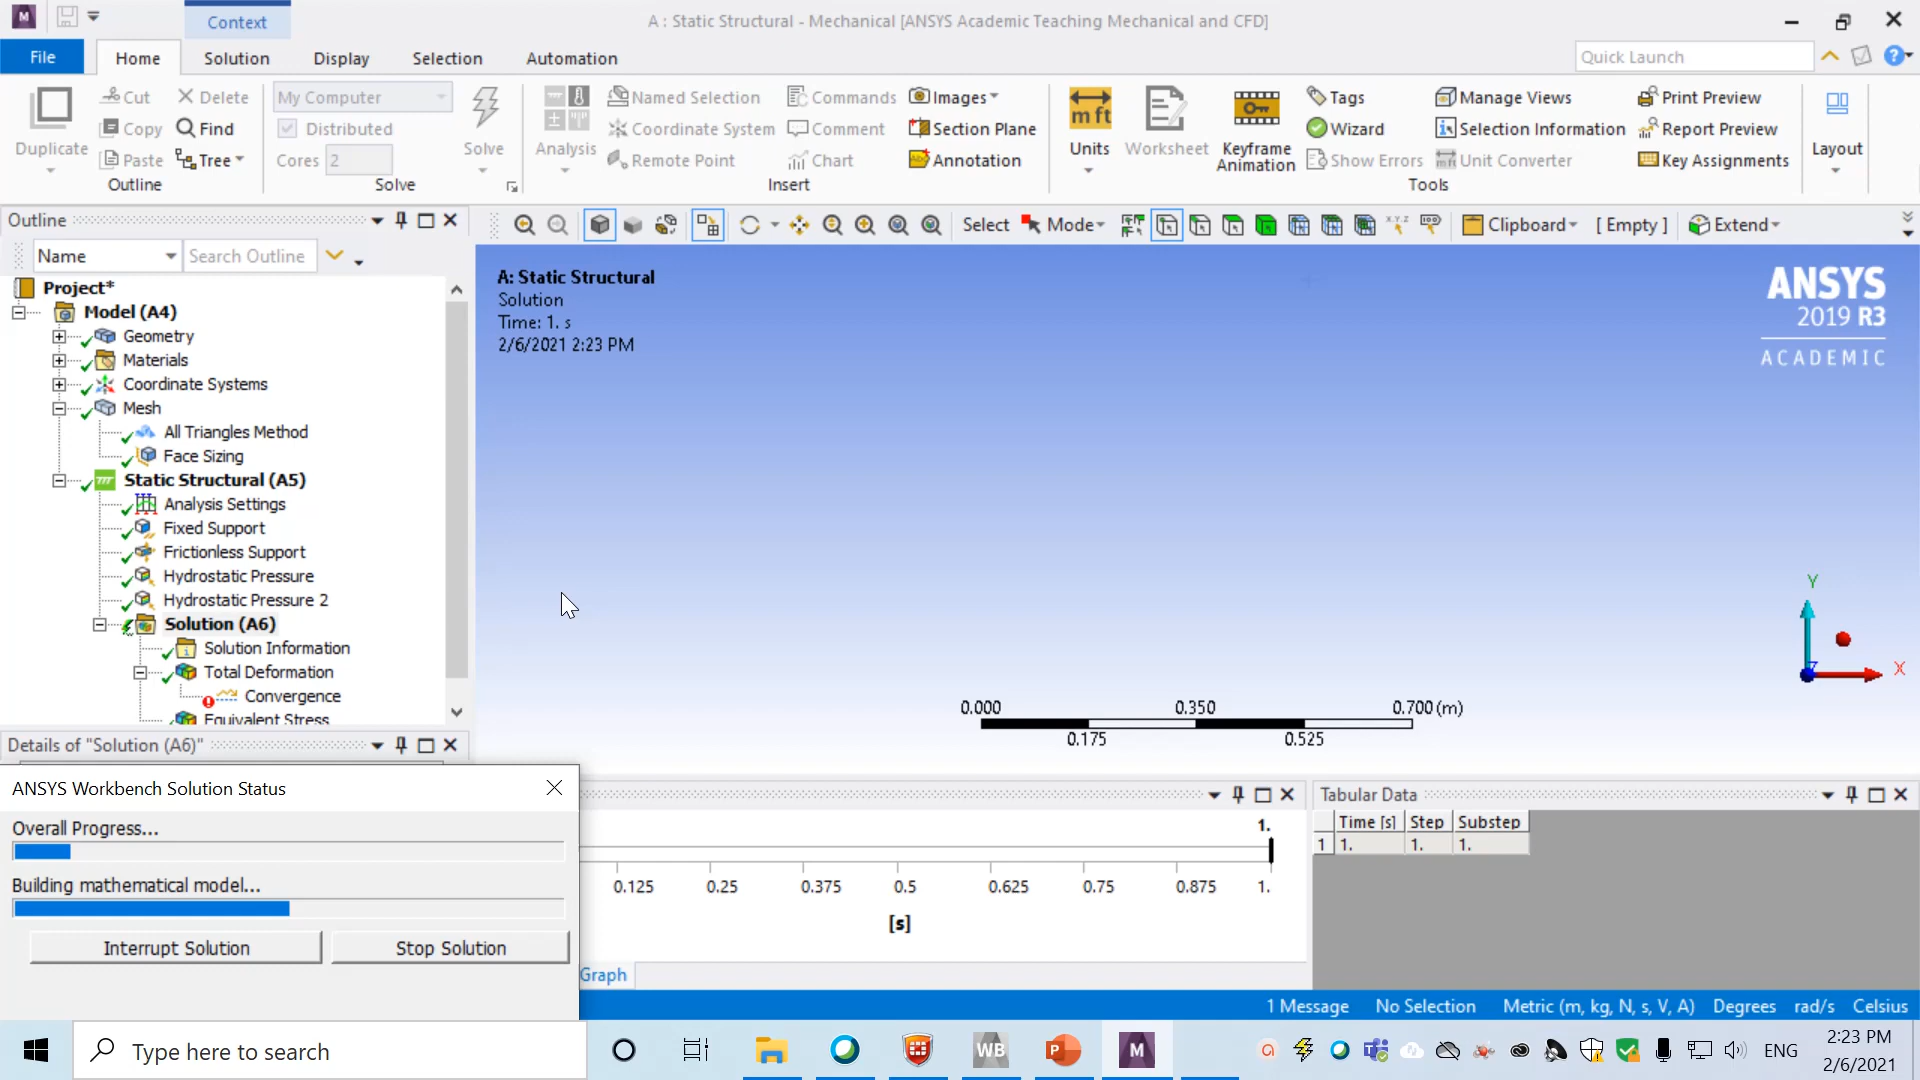 Context
A : Static Structural - Mechanical [ANSYS Academic Teaching Mechanical and CFD]
File
Home
Solution
Display
Selection
Automation
Quick Launch
Duplicate
Cut
Copy
Paste
Delete
Find
Tree
Outline
My Computer
Distributed
Cores 2
Solve
Solve
Analysis
Named Selection
Coordinate System
Remote Point
Commands
Comment
Chart
Images
Section Plane
Annotation
Insert
Units
Worksheet
Keyframe
Animation
Tags
Wizard
Show Errors
Manage Views
Selection Information
Unit Converter
Print Preview
Report Preview
Key Assignments
Tools
Layout
Outline
Name
Search Outline
Select
Mode
Clipboard
[ Empty ]
Extend
Project*
Model (A4)
Geometry
Materials
Coordinate Systems
Mesh
All Triangles Method
Face Sizing
Static Structural (A5)
Analysis Settings
Fixed Support
Frictionless Support
Hydrostatic Pressure
Hydrostatic Pressure 2
Solution (A6)
Solution Information
Total Deformation
Convergence
Equivalent Stress
A: Static Structural
Solution
Time: 1. s
2/6/2021 2:23 PM
ANSYS
2019 R3
ACADEMIC
Y
Z
X
0.000 0.350 0.700 (m)
0.175 0.525
Details of "Solution (A6)"
ANSYS Workbench Solution Status
Overall Progress...
Building mathematical model...
Interrupt Solution
Stop Solution
1.
0.125 0.25 0.375 0.5 0.625 0.75 0.875 1.
[s]
Graph
Tabular Data
Time [s] Step Substep
1 1. 1. 1.
1 Message No Selection Metric (m, kg, N, s, V, A) Degrees rad/s Celsius
Type here to search
WB
P
M
ENG
2:23 PM
2/6/2021